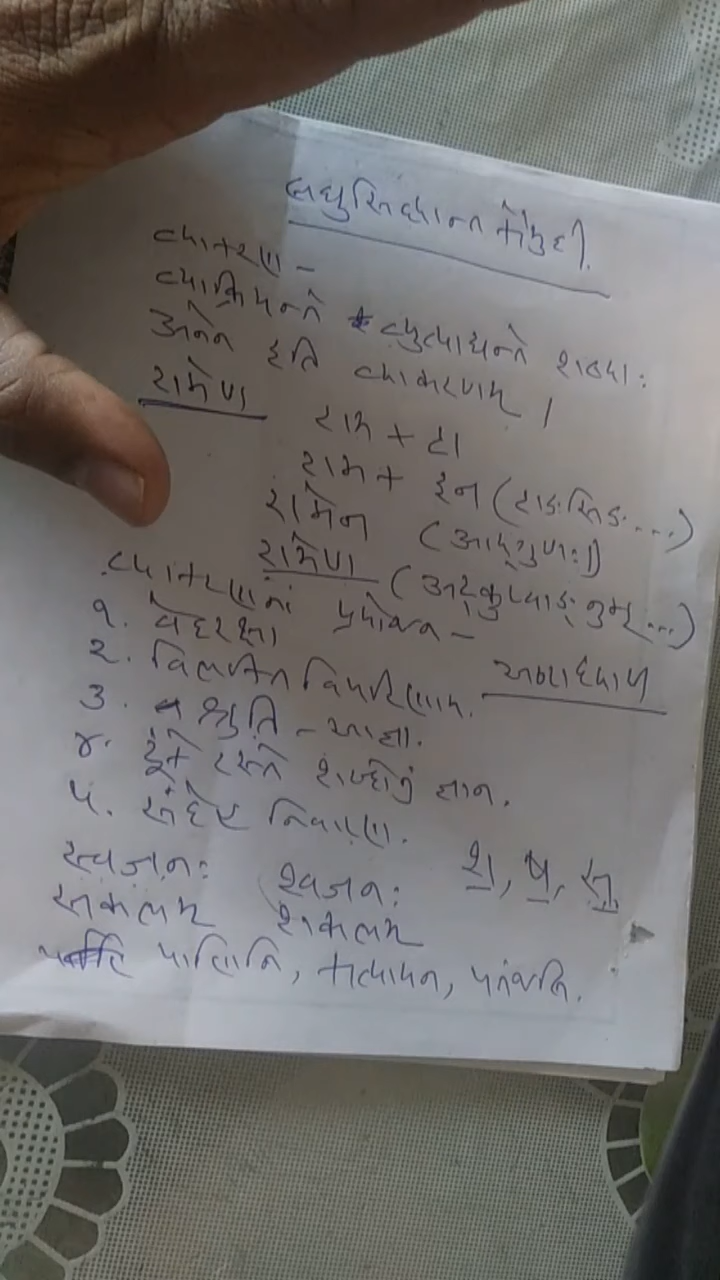 લઘુસિદ્ધાન્ત કૌમુદી.
વ્યાકરણ -
વ્યાક્રિયન્તે વ્યુત્પાદ્યન્તે શબ્દાઃ
અનેન ઇતિ વ્યાકરણમ્ ।
રામેણ
રામ + ટા
રામ + ઇન (ટાઙસિઙ....)
રામેન (આદ્‌ગુણઃ।)
રામેણ (અટ્કુપ્વાઙ્‌નુમ્...)
વ્યાકરણનાં પ્રયોજન -
૧. વેદરક્ષા
અષ્ટાધ્યાયી
૨. વિભક્તિ વિપરિણામ.
૩. શ્રુતિ - આજ્ઞા.
૪. ટૂંકે રસ્તે શબ્દોનું જ્ઞાન.
૫. સંદેહ નિવારણ.
શ, ષ, સ
સ્વજનઃ શ્વજનઃ
સકલમ્ શકલમ્
પાણિનિ, કાત્યાયન, પતંજલિ.